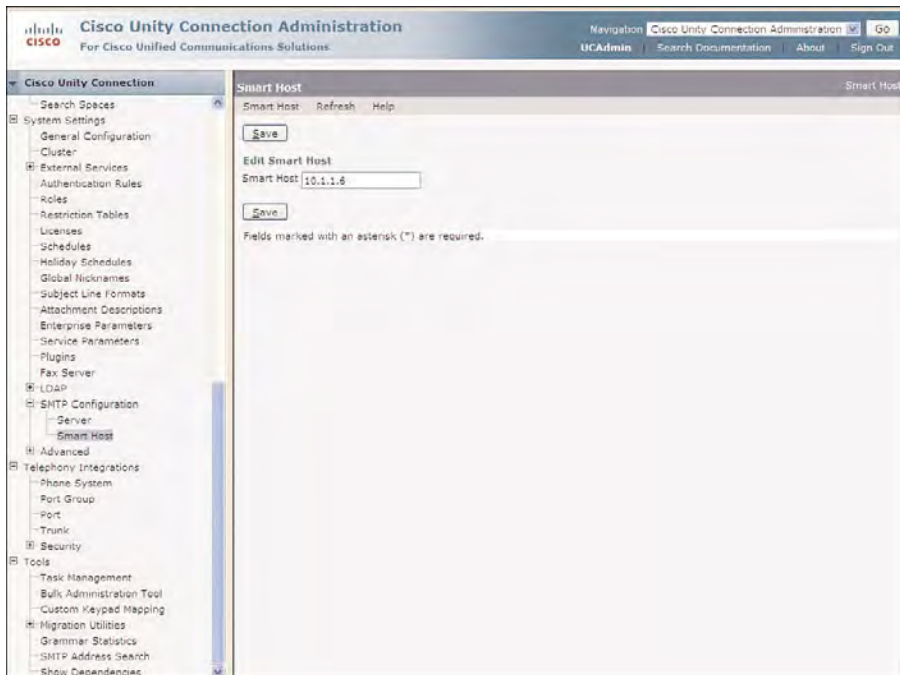 cisco
Cisco Unity Connection Administration
For Cisco Unified Communications Solutions
Navigation Cisco Unity Connection Administration Go
UCAdmin Search Documentation About Sign Out
Cisco Unity Connection
Search Spaces
System Settings
General Configuration
Cluster
External Services
Authentication Rules
Roles
Restriction Tables
Licenses
Schedules
Holiday Schedules
Global Nicknames
Subject Line Formats
Attachment Descriptions
Enterprise Parameters
Service Parameters
Plugins
Fax Server
LDAP
SMTP Configuration
Server
Smart Host
Advanced
Telephony Integrations
Phone System
Port Group
Port
Trunk
Security
Tools
Task Management
Bulk Administration Tool
Custom Keypad Mapping
Migration Utilities
Grammar Statistics
SMTP Address Search
Show Dependencies
Smart Host Smart Host
Smart Host Refresh Help
Save
Edit Smart Host
Smart Host 10.1.1.6
Save
Fields marked with an asterisk (*) are required.